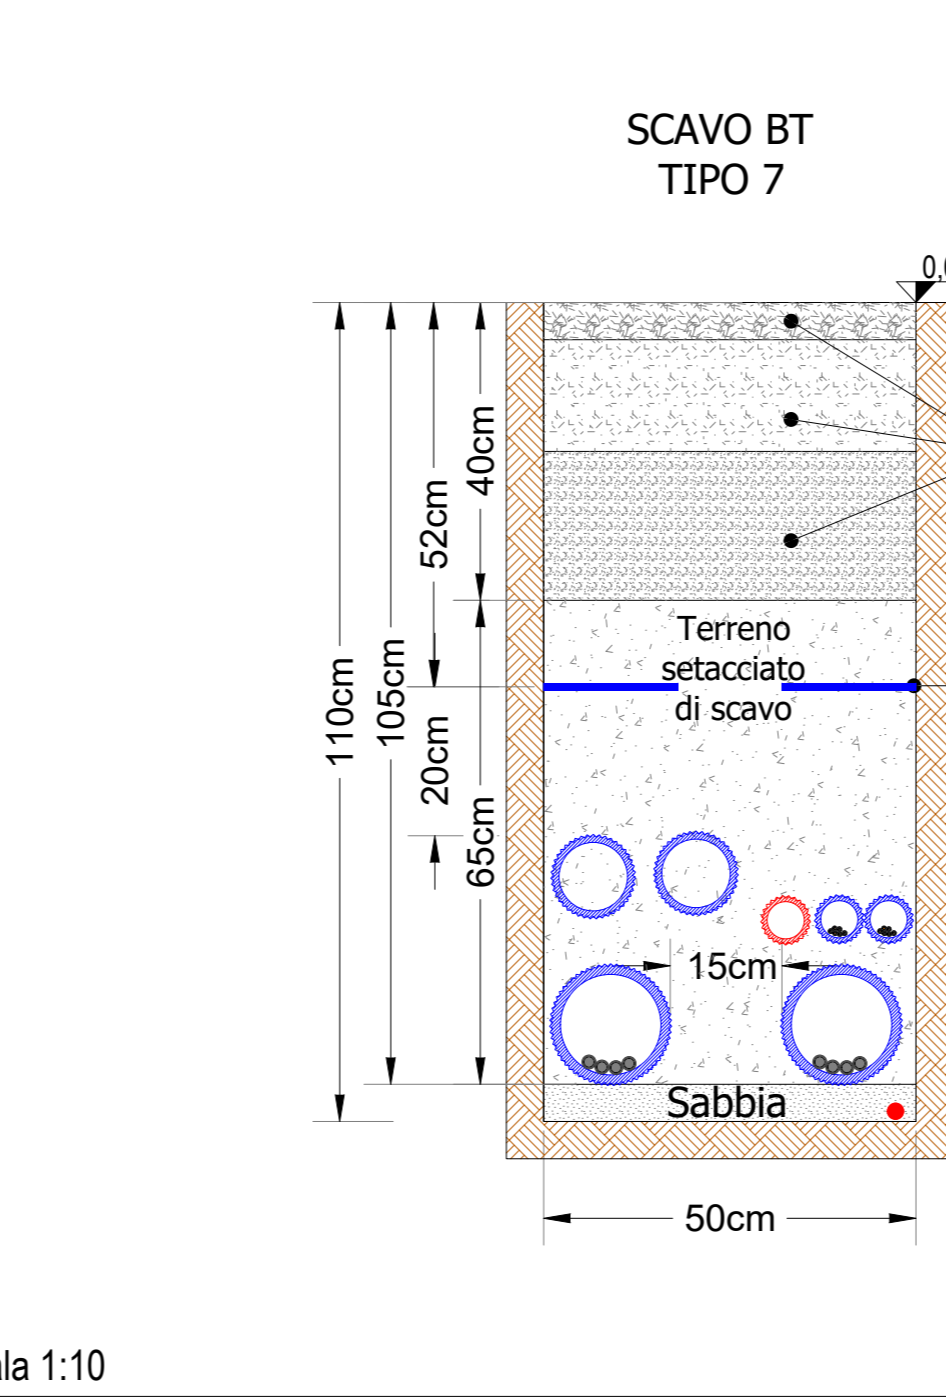 SCAVO BT
TIPO 7
40cm
52cm
Terreno
setacciato
di scavo
110cm
105cm
20cm
65cm
15cm
Sabbia
50cm
1:10